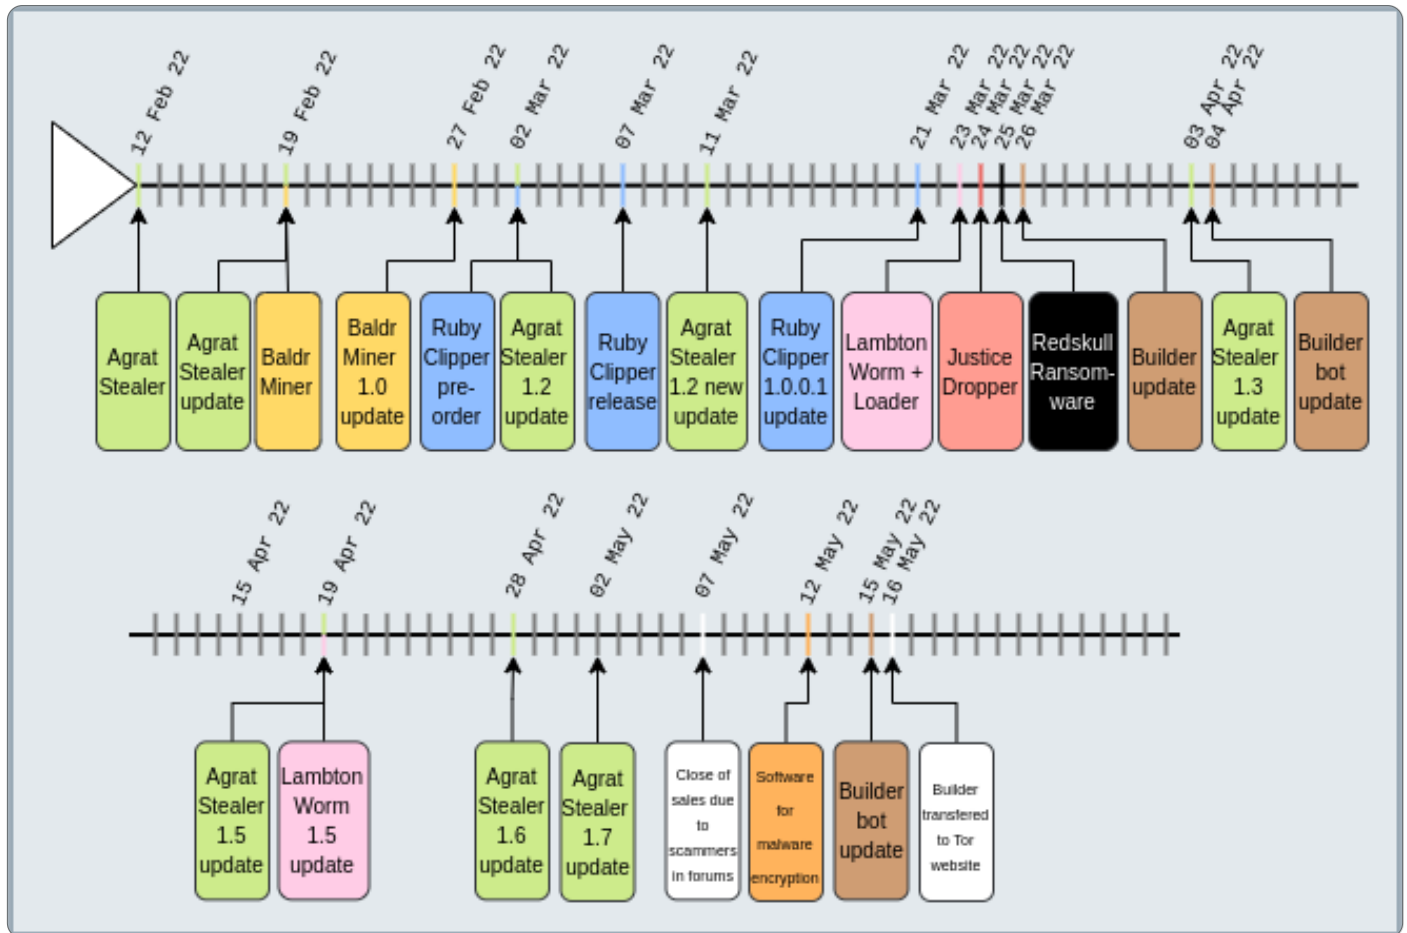 12 Feb 22
19 Feb 22
27 Feb 22
02 Mar 22
07 Mar 22
11 Mar 22
21 Mar 22
23 Mar 22
24 Mar 22
25 Mar 22
26 Mar 22
03 Apr 22
04 Apr 22
Agrat
Stealer
Agrat
Stealer
update
Baldr
Miner
Baldr
Miner
1.0
update
Ruby
Clipper
pre-
order
Agrat
Stealer
1.2
update
Ruby
Clipper
release
Agrat
Stealer
1.2 new
update
Ruby
Clipper
1.0.0.1
update
Lambton
Worm +
Loader
Justice
Dropper
Redskull
Ransom-
ware
Builder
update
Agrat
Stealer
1.3
update
Builder
bot
update
15 Apr 22
19 Apr 22
28 Apr 22
02 May 22
07 May 22
12 May 22
15 May 22
16 May 22
Agrat
Stealer
1.5
update
Lambton
Worm
1.5
update
Agrat
Stealer
1.6
update
Agrat
Stealer
1.7
update
Close of
sales due
to
scammers
in forums
Software
for
malware
encryption
Builder
bot
update
Builder
transfered
to Tor
website